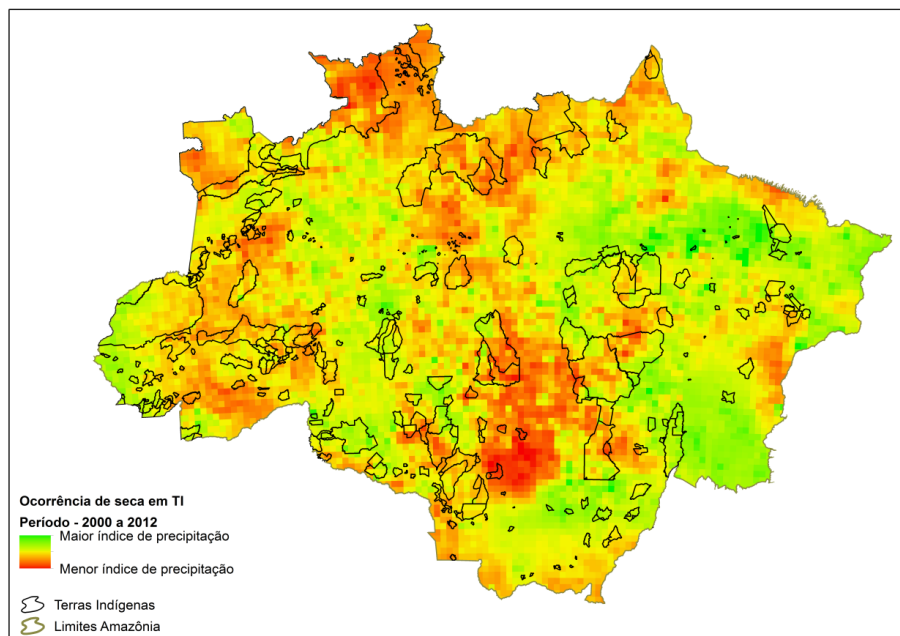 Ocorrência de seca em TI
Período - 2000 a 2012
Maior índice de precipitação
Menor índice de precipitação
Terras Indígenas
Limites Amazônia